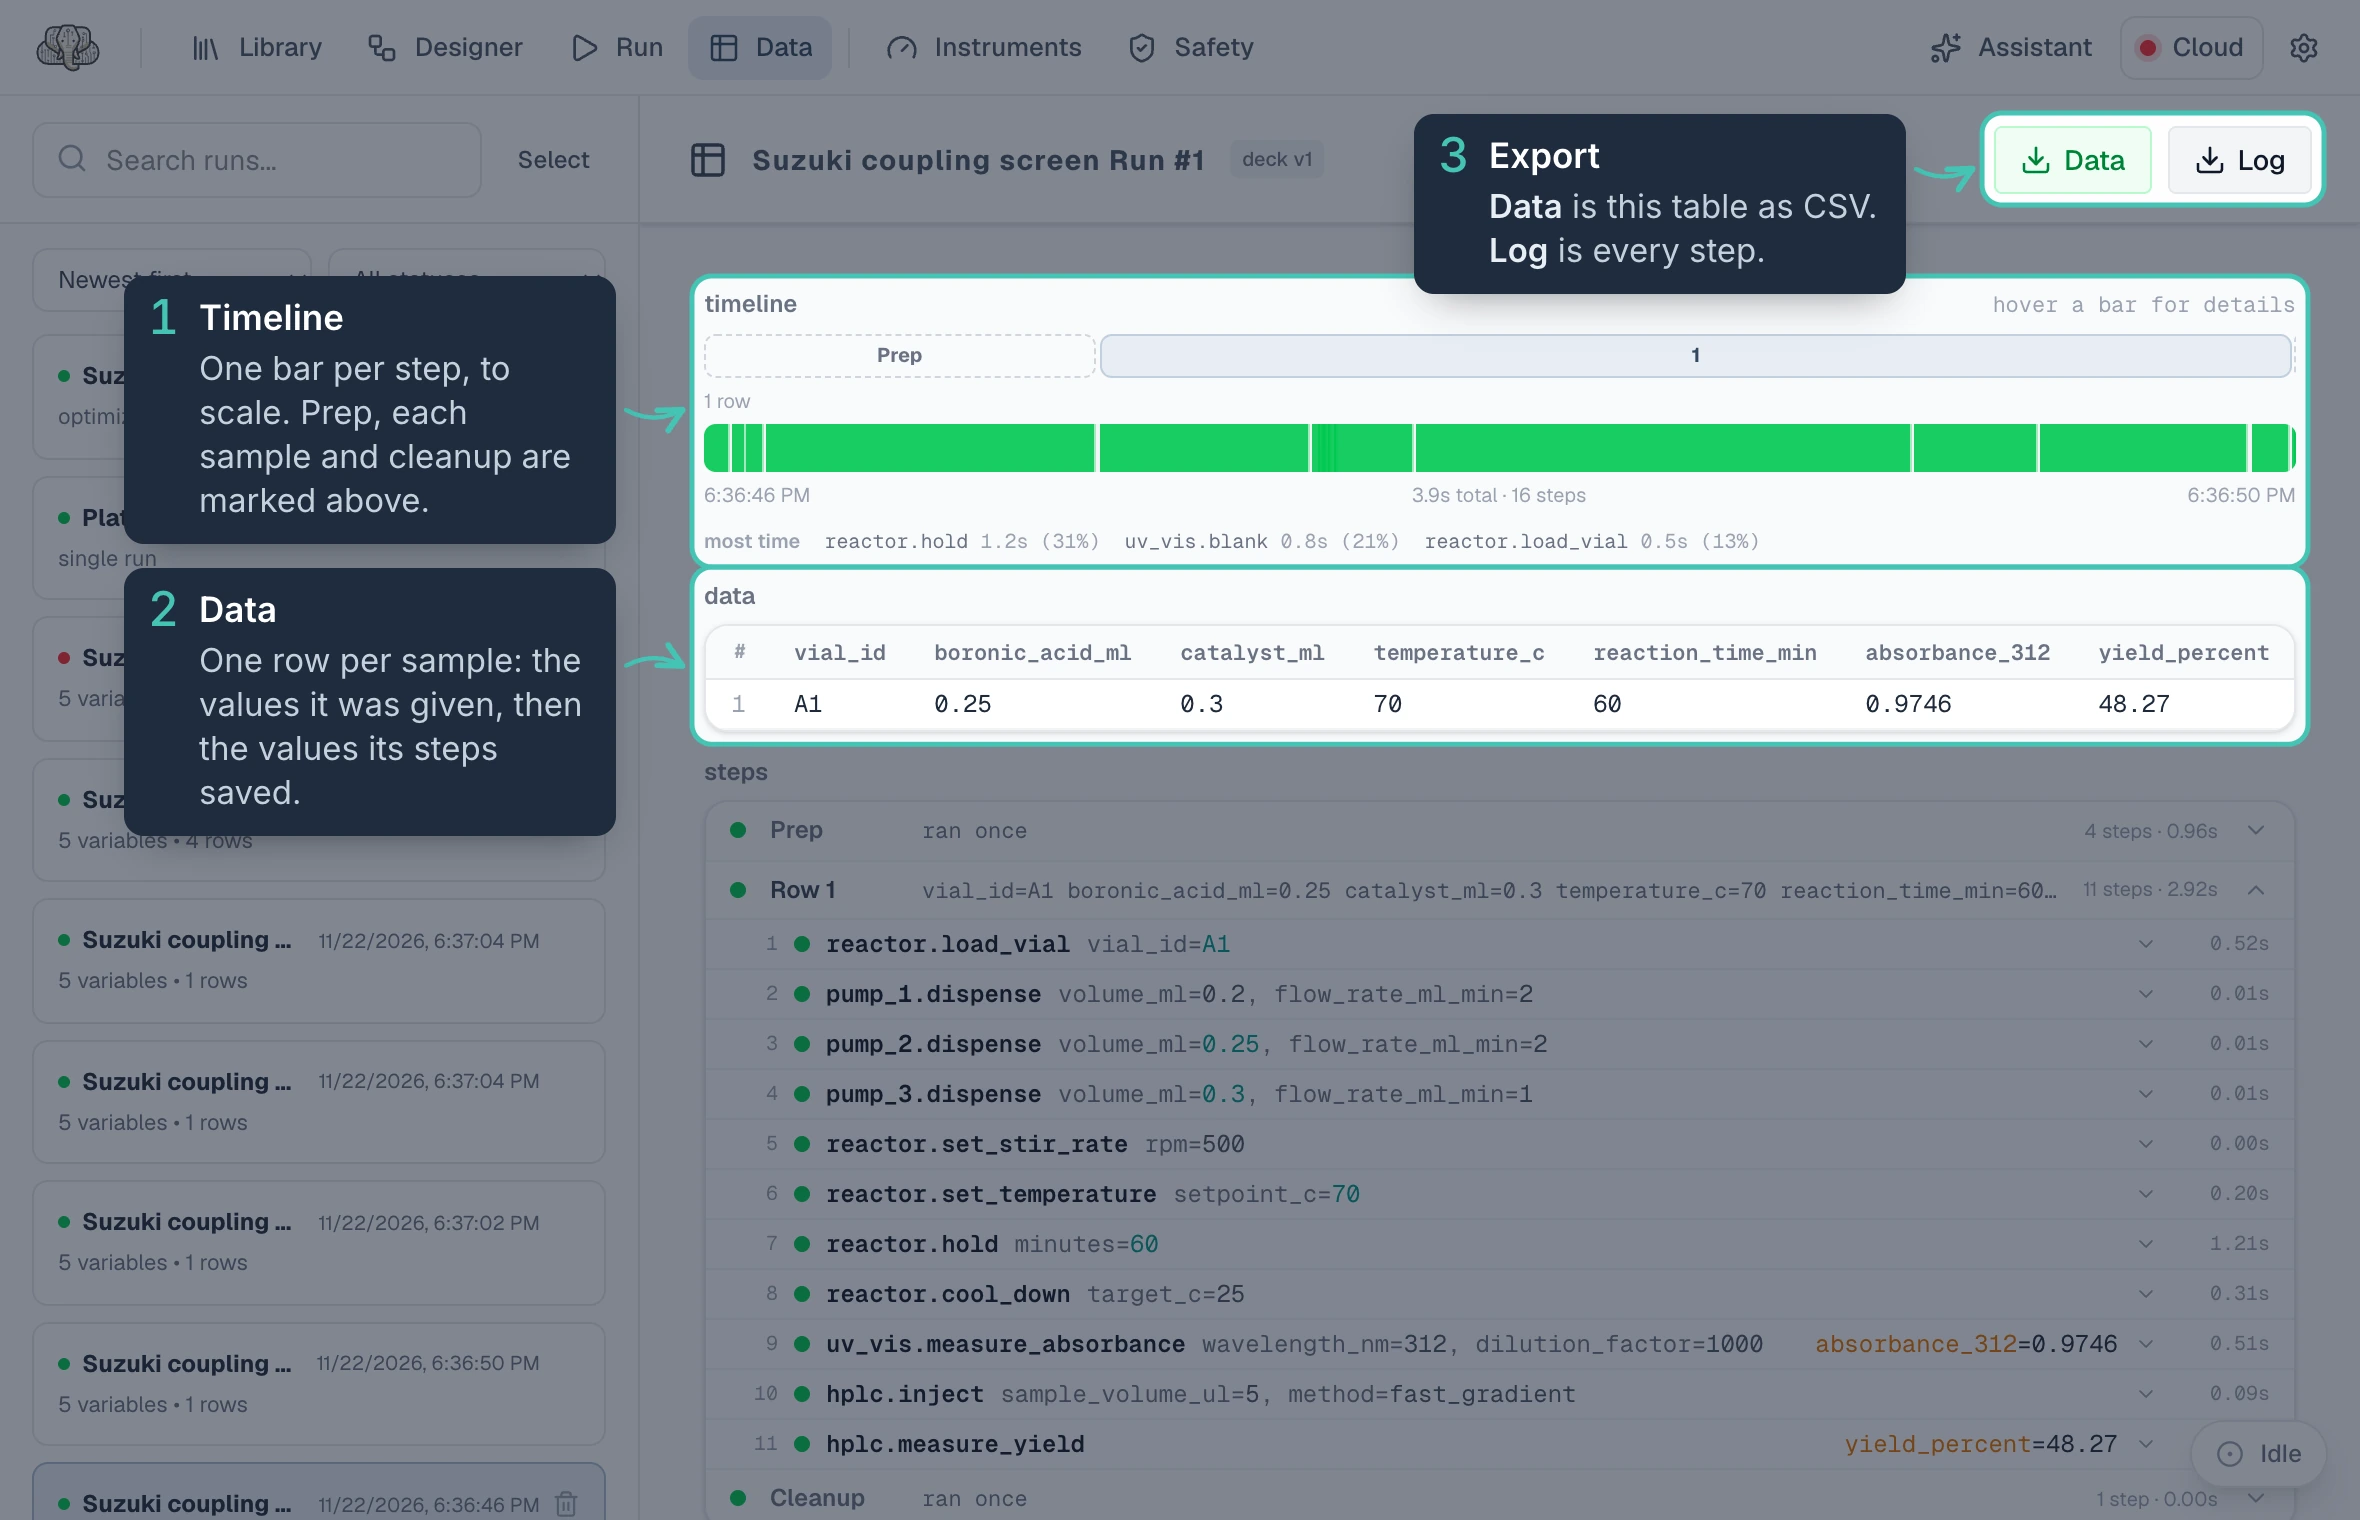 Library
Designer
Run
Data
Instruments
Safety
Assistant
Cloud
Search runs...
Select
Suzuki coupling screen Run #1
deck v1
3 Export
Data is this table as CSV.
Log is every step.
Data
Log
1 Timeline
One bar per step, to
scale. Prep, each
sample and cleanup are
marked above.
single run
2 Data
One row per sample: the
values it was given, then
the values its steps
saved.
5 variables • 4 rows
Suzuki coupling ... 11/22/2026, 6:37:04 PM
5 variables • 1 rows
Suzuki coupling ... 11/22/2026, 6:37:04 PM
5 variables • 1 rows
Suzuki coupling ... 11/22/2026, 6:37:02 PM
5 variables • 1 rows
Suzuki coupling ... 11/22/2026, 6:36:50 PM
5 variables • 1 rows
Suzuki coupling ... 11/22/2026, 6:36:46 PM
timeline
hover a bar for details
Prep
1
1 row
6:36:46 PM
3.9s total · 16 steps
6:36:50 PM
most time reactor.hold 1.2s (31%) uv_vis.blank 0.8s (21%) reactor.load_vial 0.5s (13%)
data
# vial_id boronic_acid_ml catalyst_ml temperature_c reaction_time_min absorbance_312 yield_percent
1 A1 0.25 0.3 70 60 0.9746 48.27
steps
Prep ran once 4 steps · 0.96s
Row 1 vial_id=A1 boronic_acid_ml=0.25 catalyst_ml=0.3 temperature_c=70 reaction_time_min=60… 11 steps · 2.92s
1 reactor.load_vial vial_id=A1 0.52s
2 pump_1.dispense volume_ml=0.2, flow_rate_ml_min=2 0.01s
3 pump_2.dispense volume_ml=0.25, flow_rate_ml_min=2 0.01s
4 pump_3.dispense volume_ml=0.3, flow_rate_ml_min=1 0.01s
5 reactor.set_stir_rate rpm=500 0.00s
6 reactor.set_temperature setpoint_c=70 0.20s
7 reactor.hold minutes=60 1.21s
8 reactor.cool_down target_c=25 0.31s
9 uv_vis.measure_absorbance wavelength_nm=312, dilution_factor=1000 absorbance_312=0.9746 0.51s
10 hplc.inject sample_volume_ul=5, method=fast_gradient 0.09s
11 hplc.measure_yield yield_percent=48.27
Idle
Cleanup ran once 1 step · 0.00s